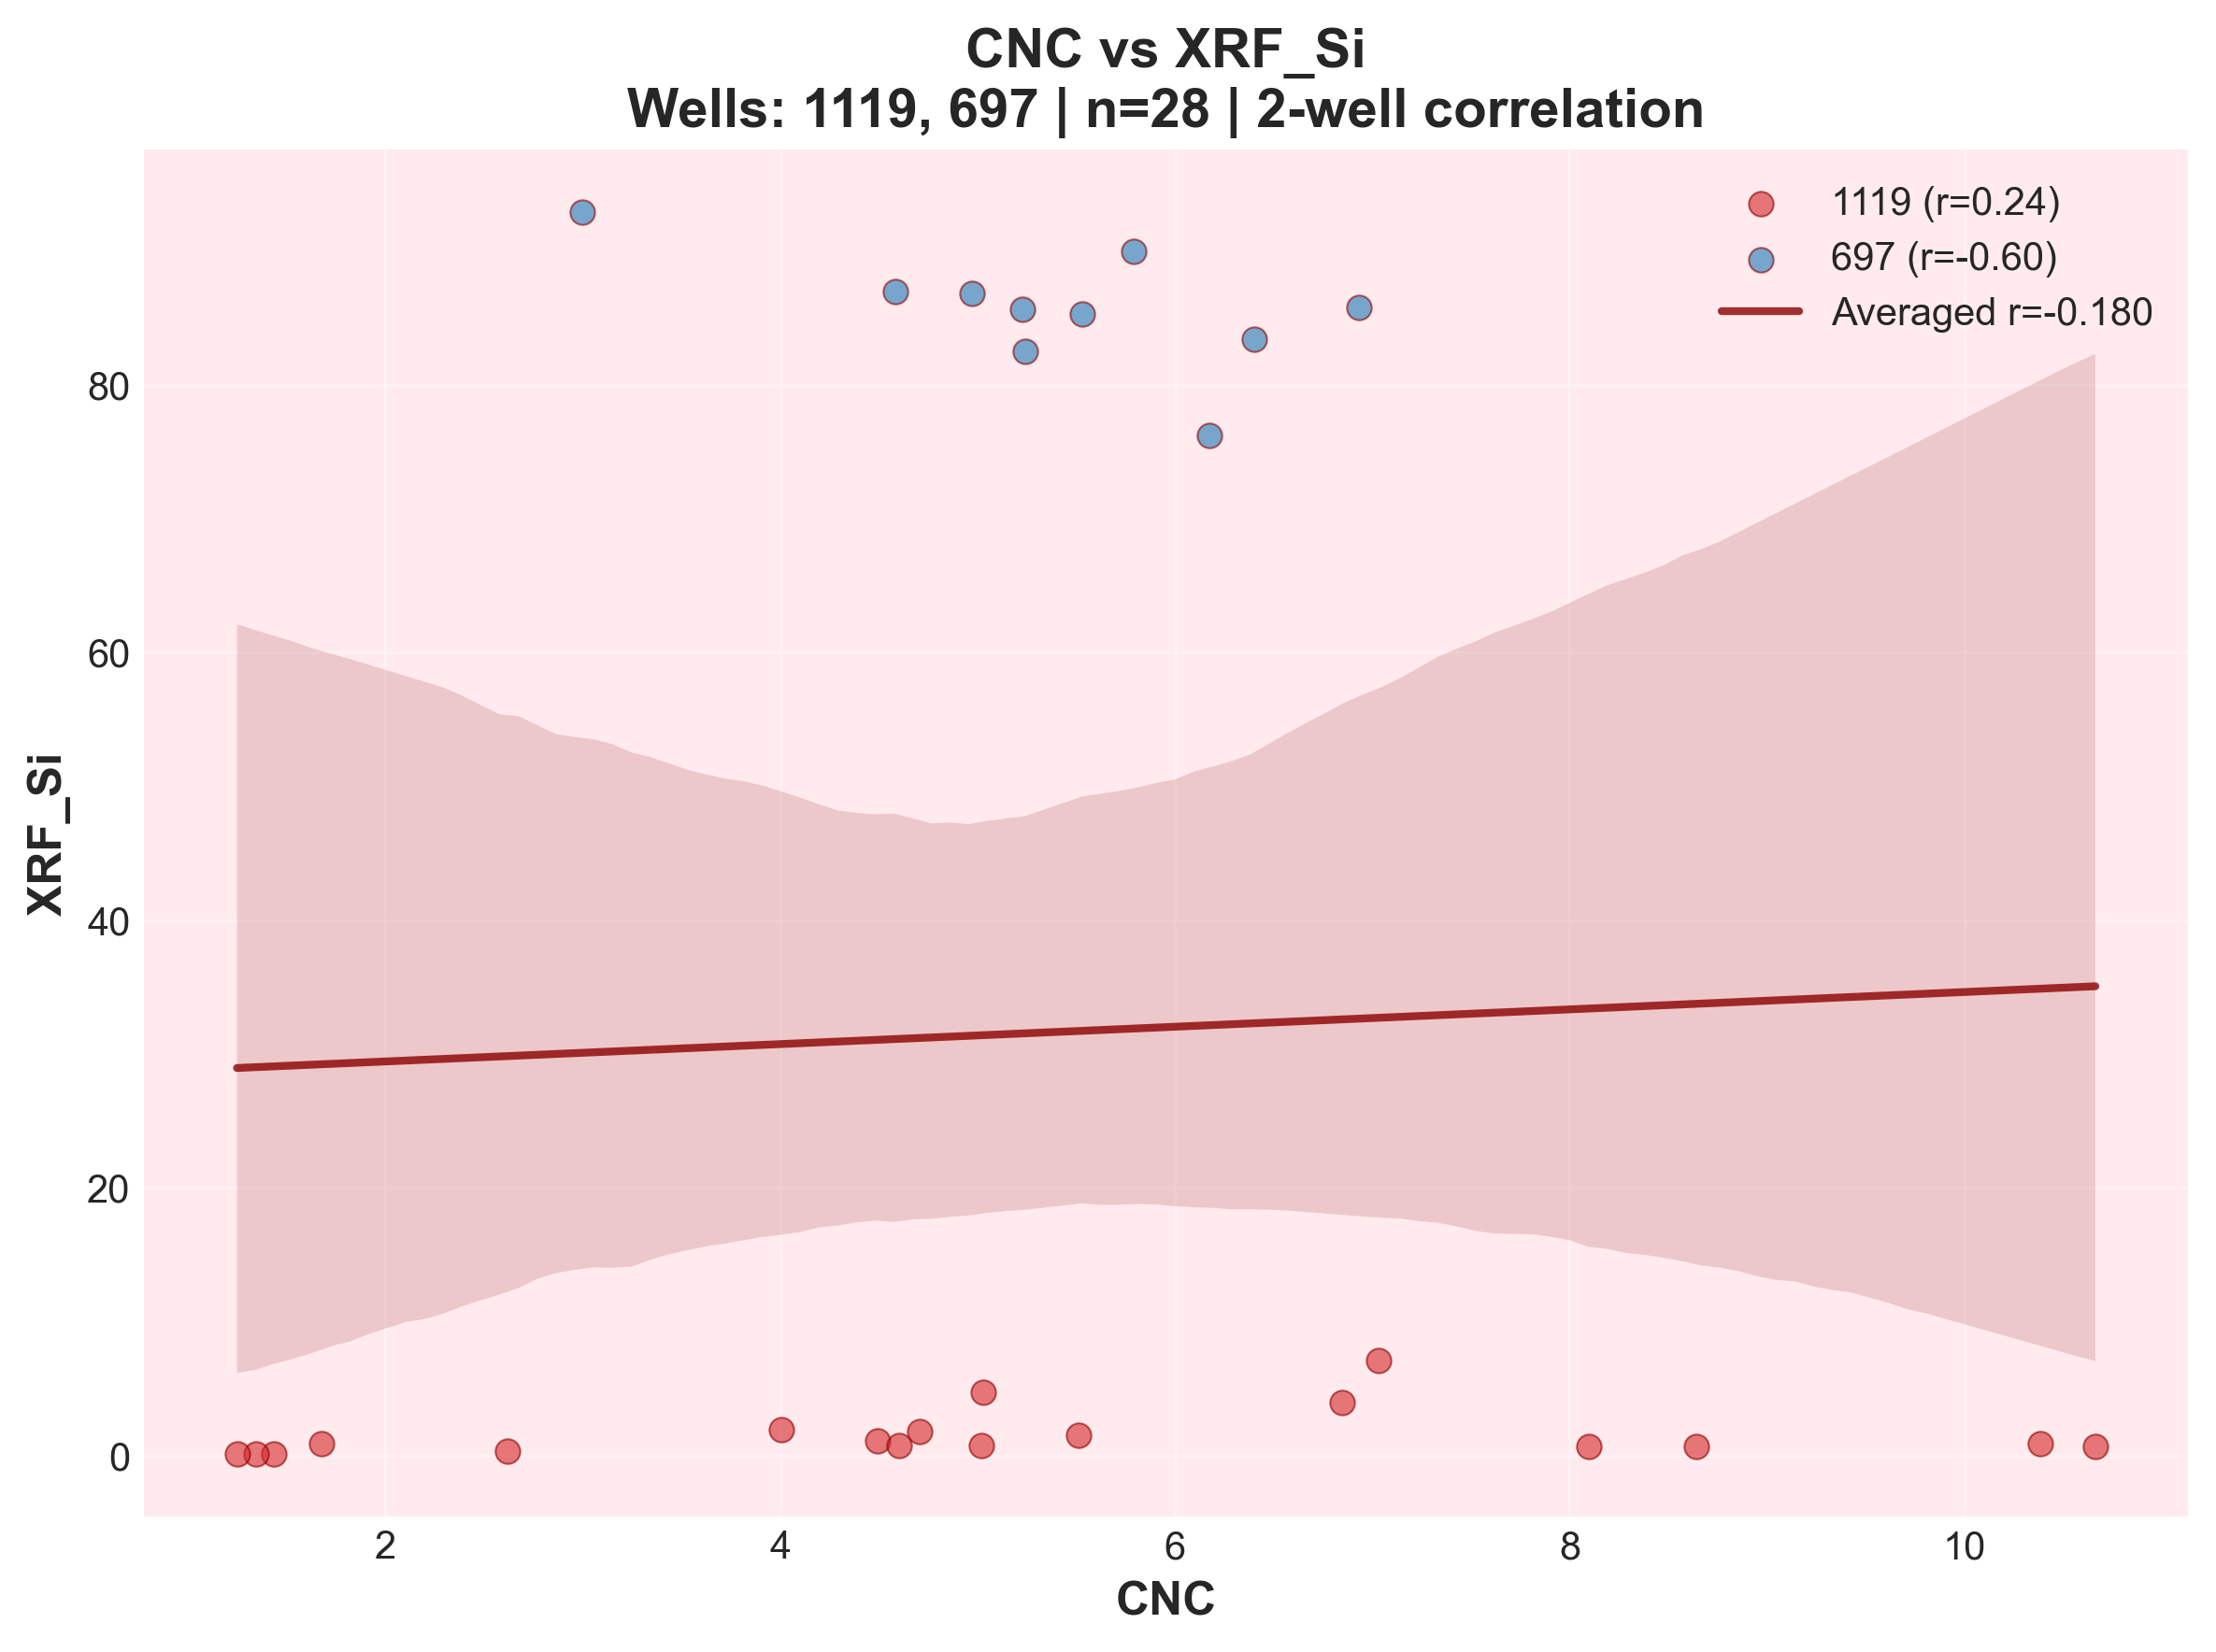 CNC vs XRF_Si
Wells: 1119, 697 | n=28 | 2-well correlation
1119 (r=0.24)
697 (r=-0.60)
Averaged r=-0.180
XRF_Si
80
60
40
20
0
2
4
6
8
10
CNC